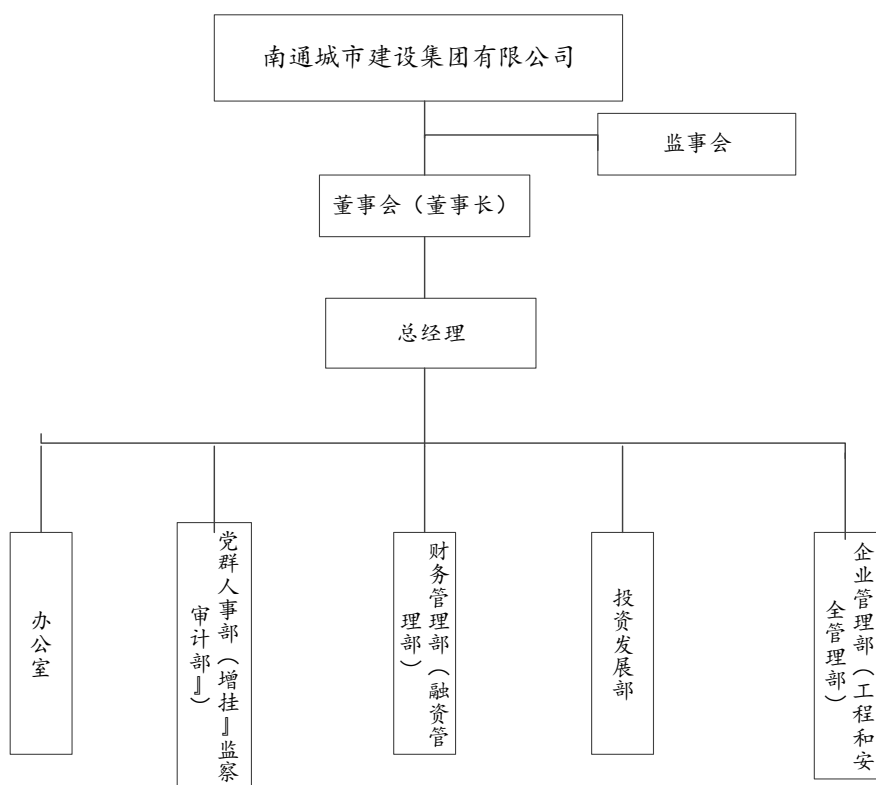 南通城市建设集团有限公司
监事会
董事会（董事长）
总经理
办公室
党群人事部（增挂』监察
审计部』）
财务管理部（融资管
理部）
投资发展部
企业管理部（工程和安
全管理部）